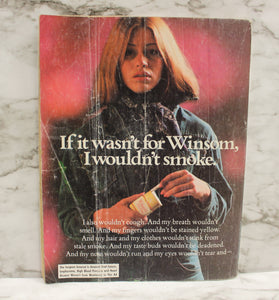 If it wasn't for Winsom,
I wouldn't smoke.
I also wouldn't cough. And my breath wouldn't
smell. And my fingers wouldn't be stained yellow.
And my hair and my clothes wouldn't stink from
stale smoke. And my taste buds wouldn't be deadened.
And my nose wouldn't run and my eyes wouldn't tear and—